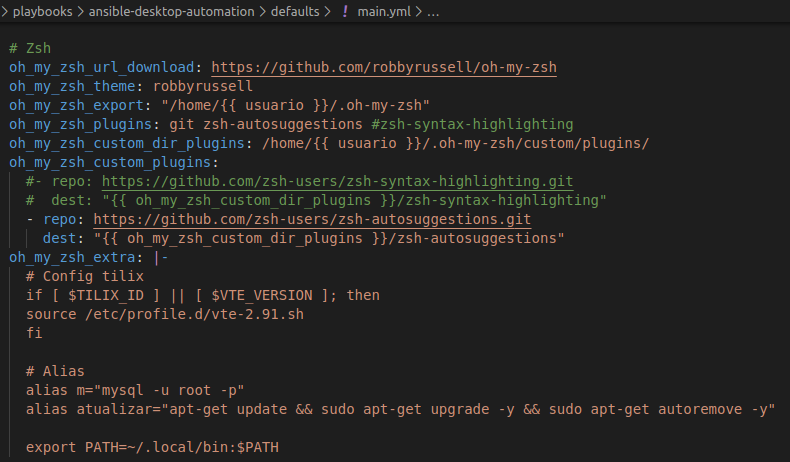 playbooks > ansible-desktop-automation > defaults > ! main.yml > ...
# Zsh
oh_my_zsh_url_download: https://github.com/robbyrussell/oh-my-zsh
oh_my_zsh_theme: robbyrussell
oh_my_zsh_export: "/home/{{ usuario }}/.oh-my-zsh"
oh_my_zsh_plugins: git zsh-autosuggestions #zsh-syntax-highlighting
oh_my_zsh_custom_dir_plugins: /home/{{ usuario }}/.oh-my-zsh/custom/plugins/
oh_my_zsh_custom_plugins:
  #- repo: https://github.com/zsh-users/zsh-syntax-highlighting.git
  #  dest: "{{ oh_my_zsh_custom_dir_plugins }}/zsh-syntax-highlighting"
  - repo: https://github.com/zsh-users/zsh-autosuggestions.git
    dest: "{{ oh_my_zsh_custom_dir_plugins }}/zsh-autosuggestions"
oh_my_zsh_extra: |-
  # Config tilix
  if [ $TILIX_ID ] || [ $VTE_VERSION ]; then
  source /etc/profile.d/vte-2.91.sh
  fi
  # Alias
  alias m="mysql -u root -p"
  alias atualizar="apt-get update && sudo apt-get upgrade -y && sudo apt-get autoremove -y"
  export PATH=~/.local/bin:$PATH